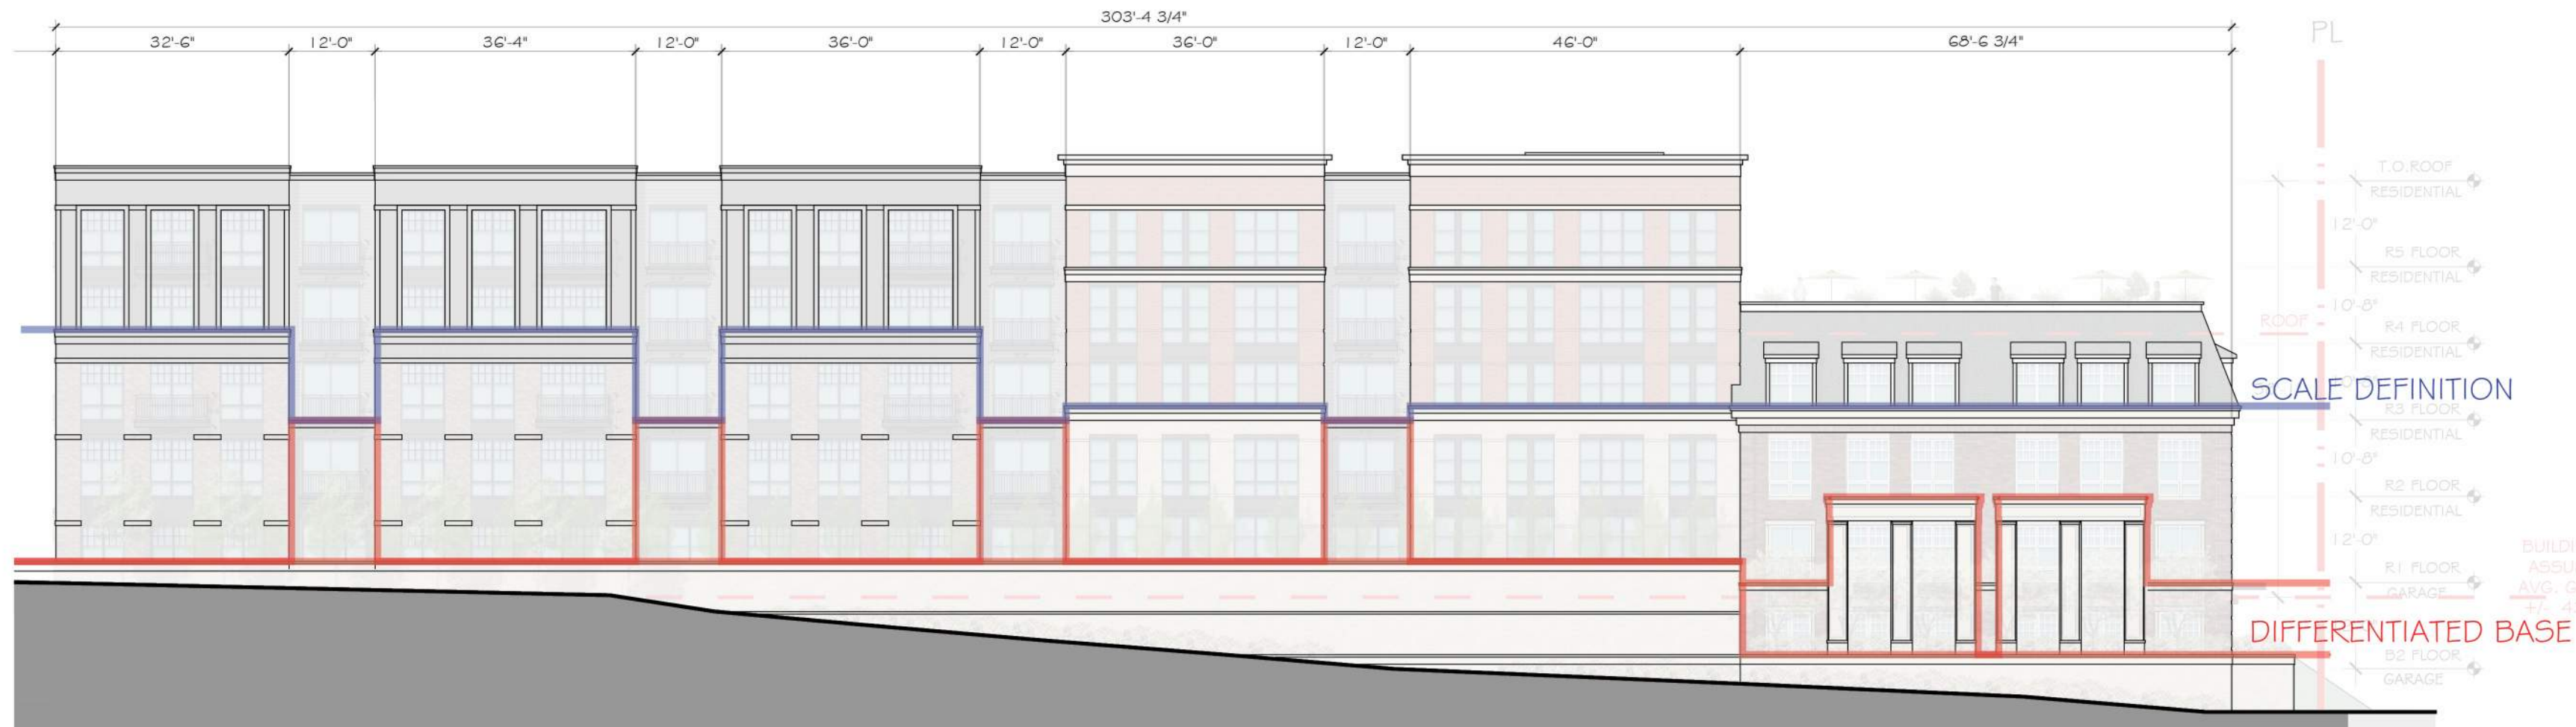 303'-4 3/4"
32'-6" 12'-0" 36'-4" 12'-0" 36'-0" 12'-0" 36'-0" 12'-0" 46'-0" 68'-6 3/4"
PL
T.O.ROOF
RESIDENTIAL
12'-0"
R5 FLOOR
RESIDENTIAL
10'-8"
ROOF
R4 FLOOR
RESIDENTIAL
SCALE DEFINITION
R3 FLOOR
RESIDENTIAL
10'-8"
R2 FLOOR
RESIDENTIAL
12'-0"
R1 FLOOR
GARAGE
AVG. G
DIFFERENTIATED BASE
B2 FLOOR
GARAGE